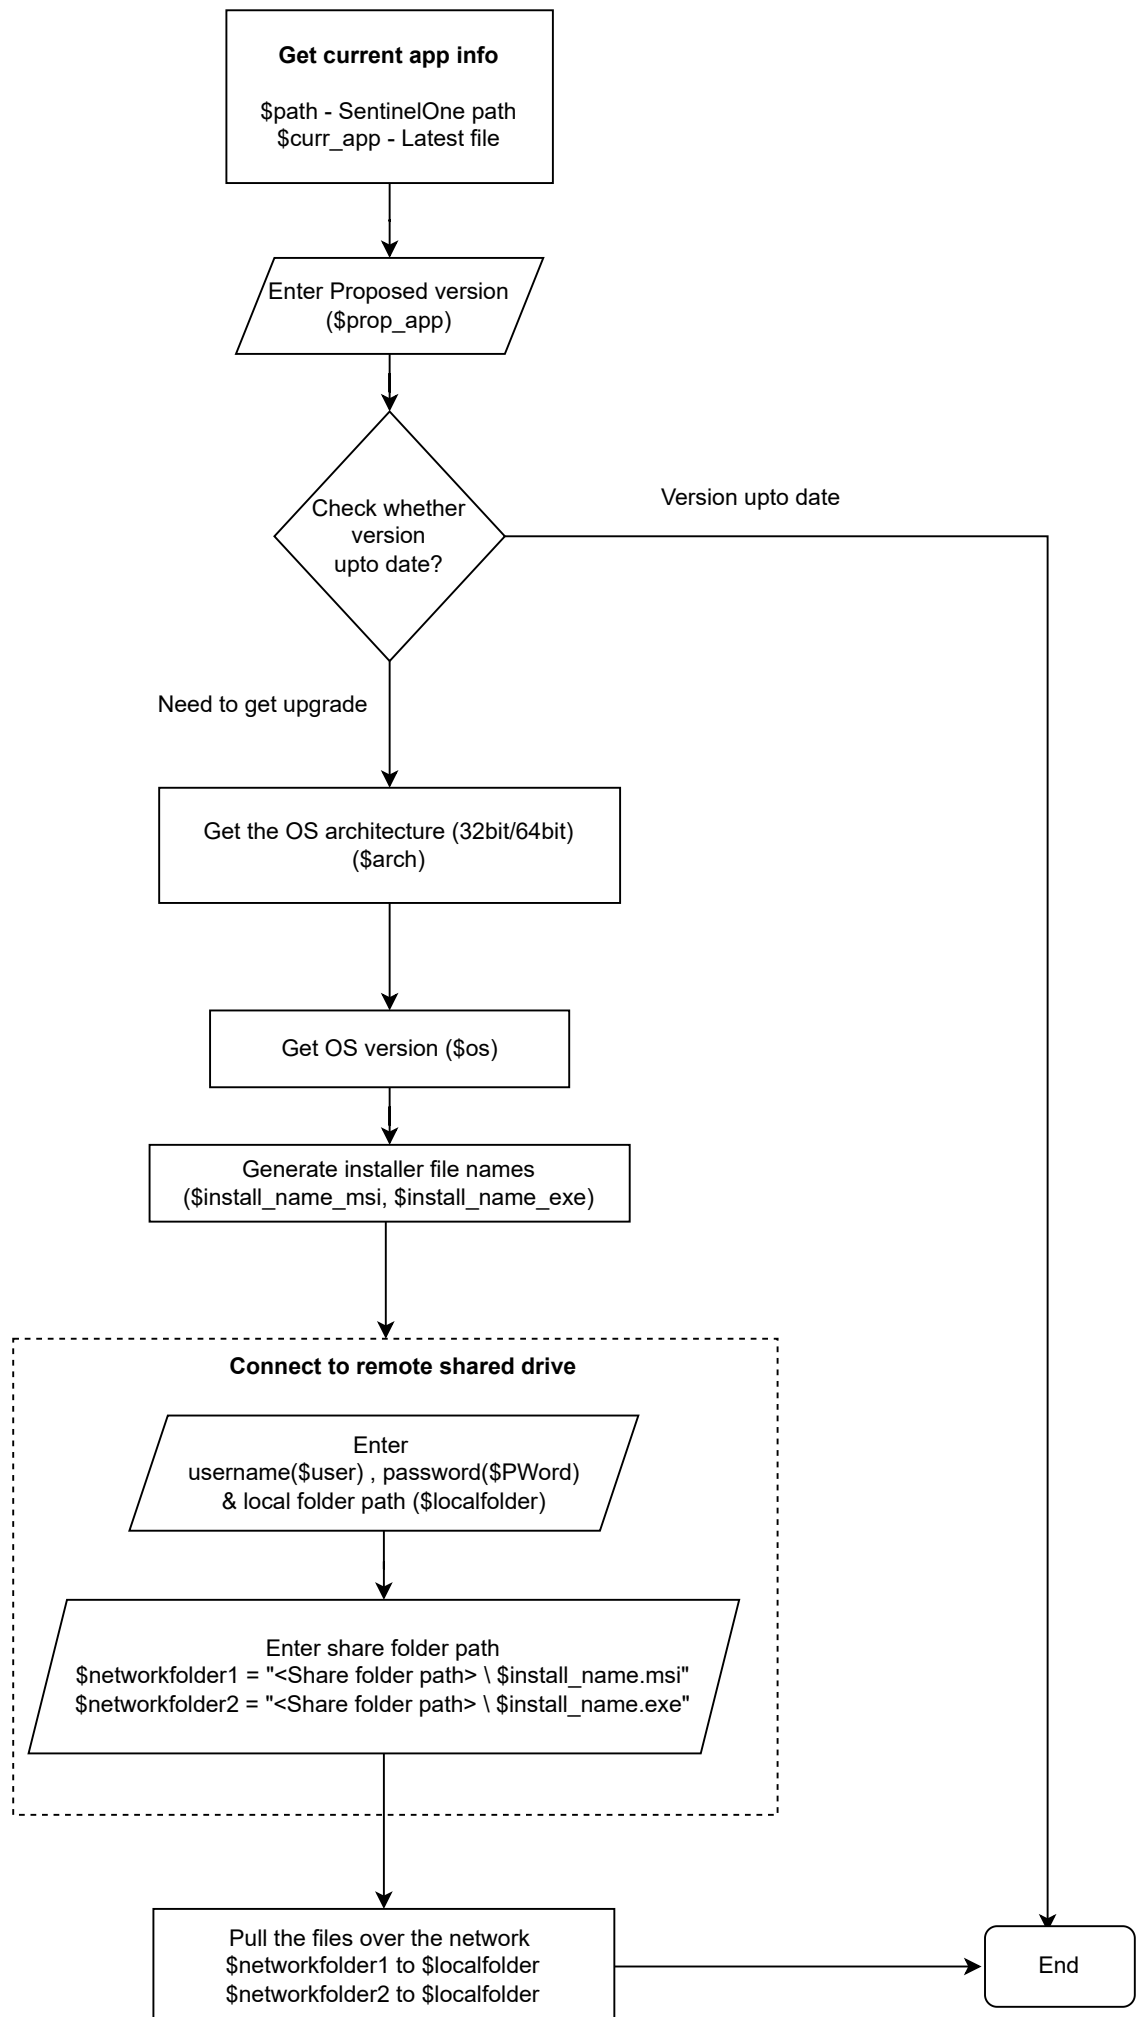 Get current app info
$path - SentinelOne path
$curr_app - Latest file
Enter Proposed version
($prop_app)
Check whether
version
upto date?
Version upto date
Need to get upgrade
Get the OS architecture (32bit/64bit)
($arch)
Get OS version ($os)
Generate installer file names
($install_name_msi, $install_name_exe)
Connect to remote shared drive
Enter
username($user) , password($PWord)
& local folder path ($localfolder)
Enter share folder path
$networkfolder1 = "<Share folder path> \ $install_name.msi"
$networkfolder2 = "<Share folder path> \ $install_name.exe"
Pull the files over the network
$networkfolder1 to $localfolder
$networkfolder2 to $localfolder
End